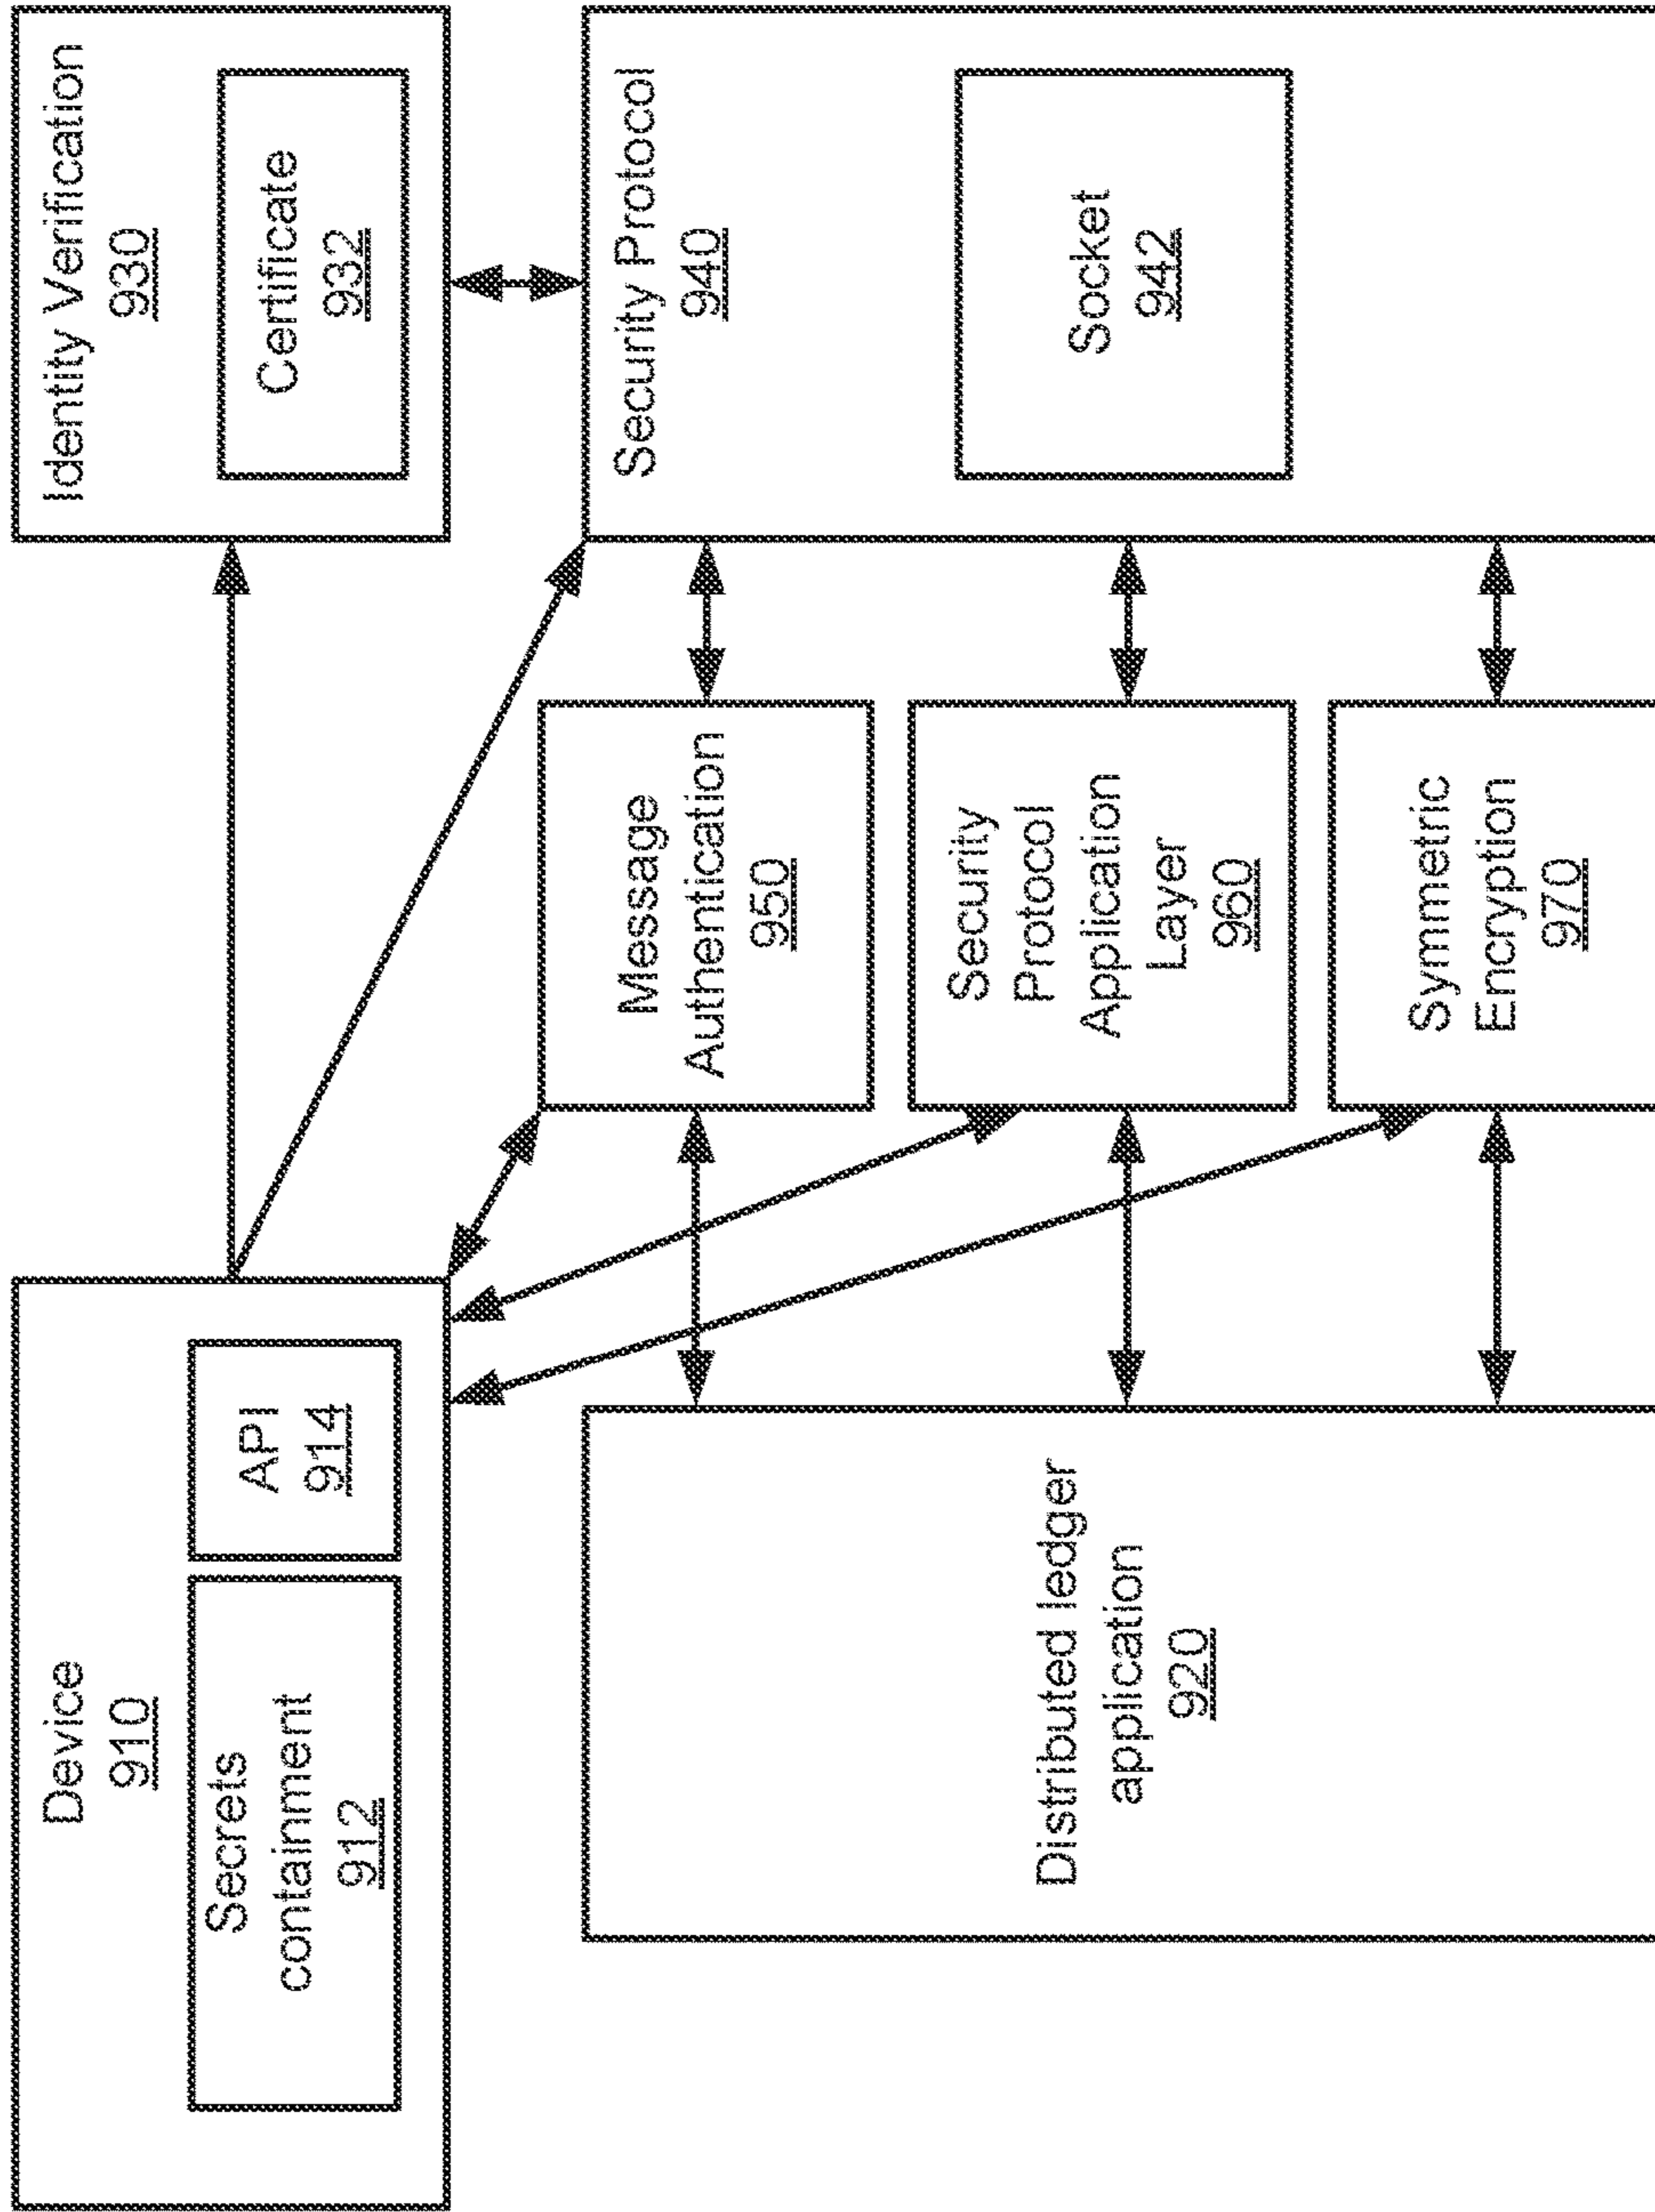 Device
910
Secrets
containment
912
API
914
Identity Verification
930
Certificate
932
Distributed ledger
application
920
Message
Authentication
950
Security
Protocol
Application
Layer
960
Symmetric
Encryption
970
Security Protocol
940
Socket
942